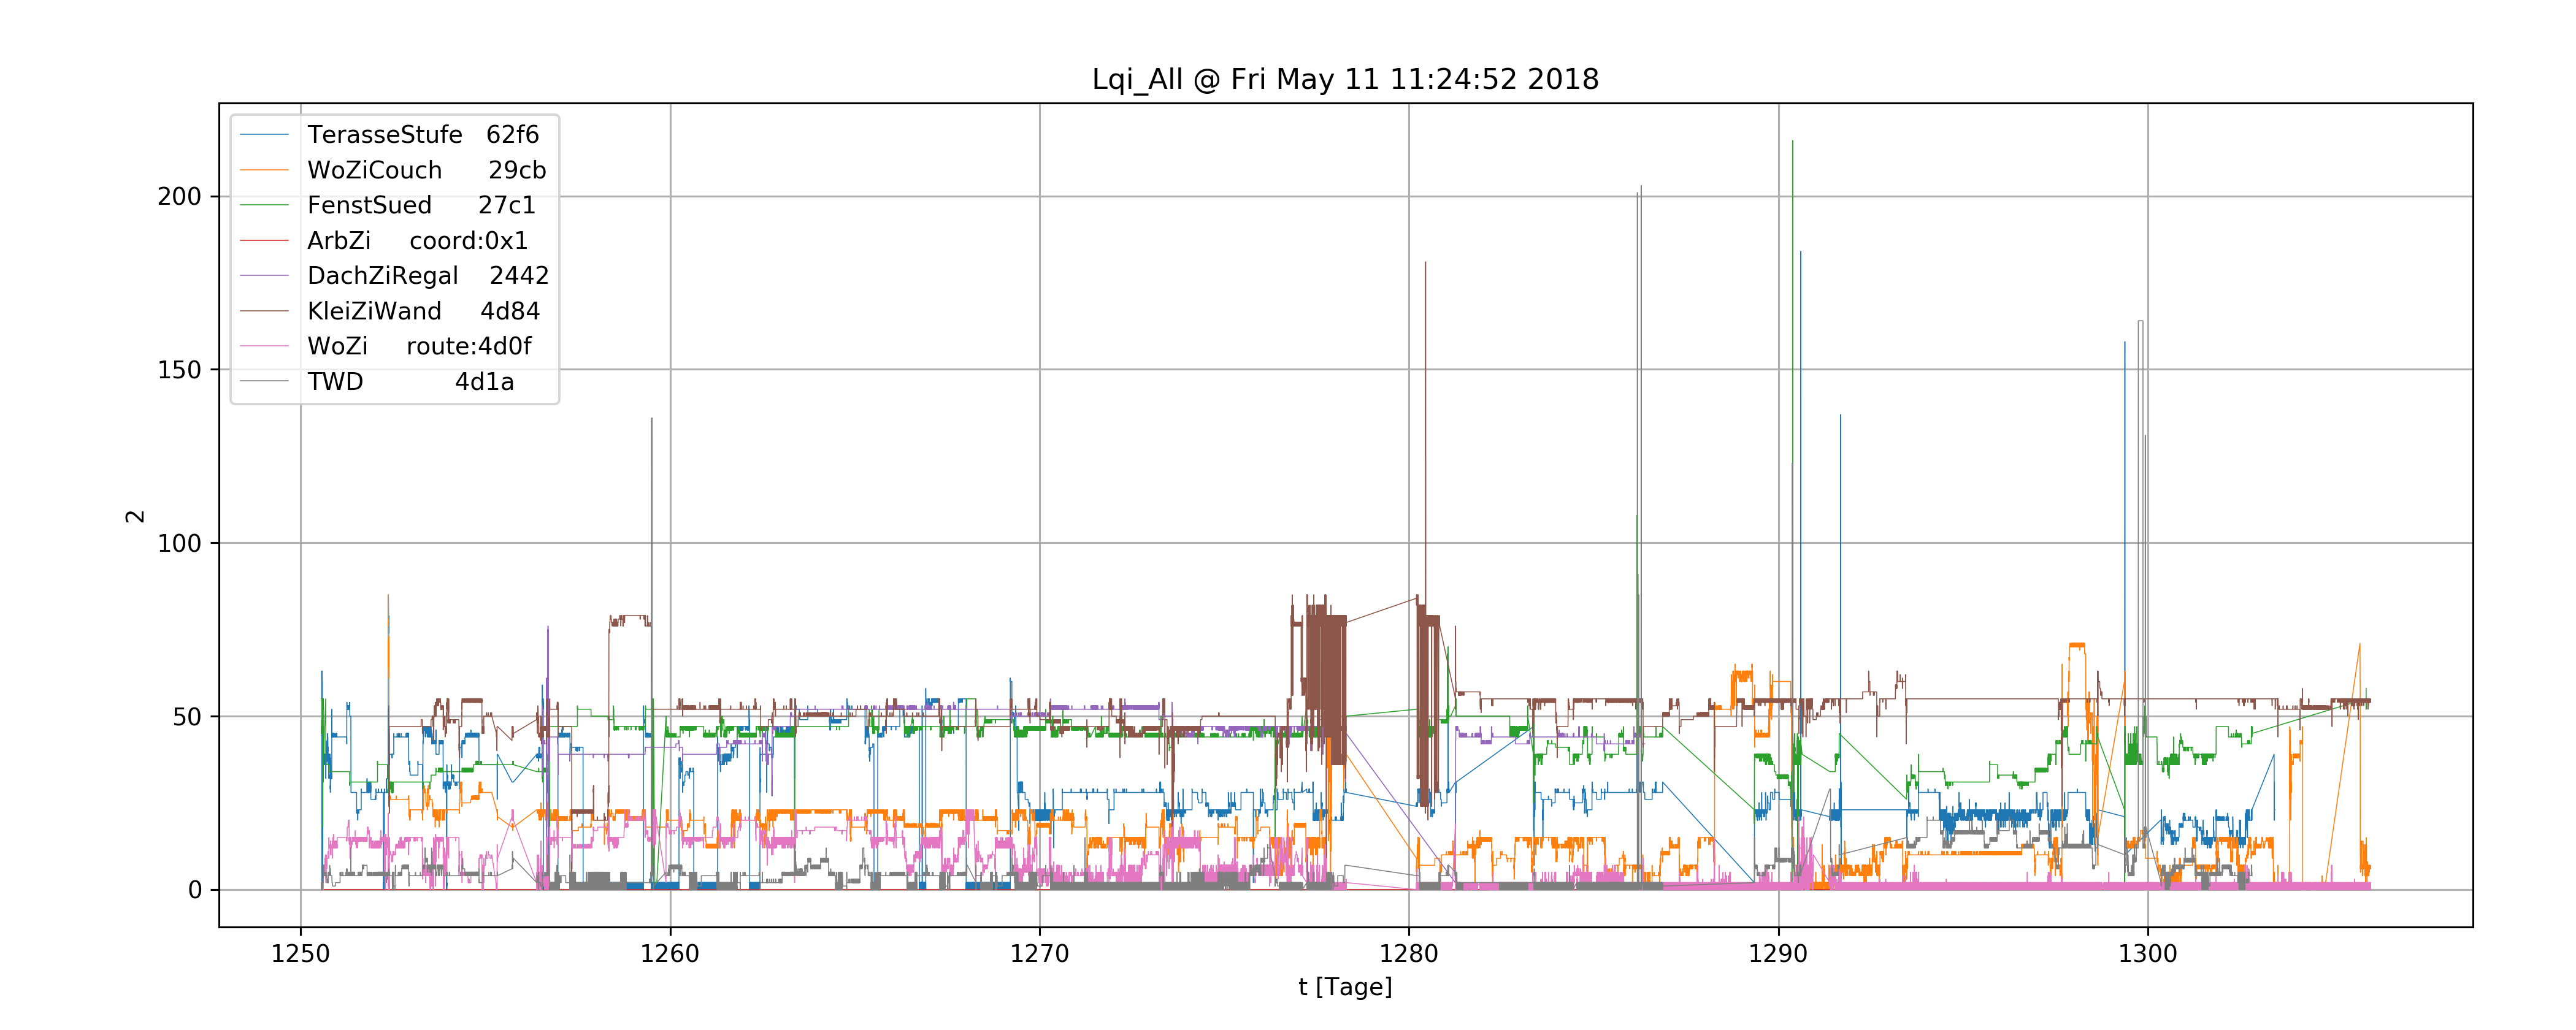 Lqi_All @ Fri May 11 11:24:52 2018
TerasseStufe 62f6
WoZiCouch 29cb
FenstSued 27c1
ArbZi coord:0x1
DachZiRegal 2442
KleiZiWand 4d84
WoZi route:4d0f
TWD 4d1a
200
150
100
50
0
2
1250 1260 1270 1280 1290 1300
t [Tage]